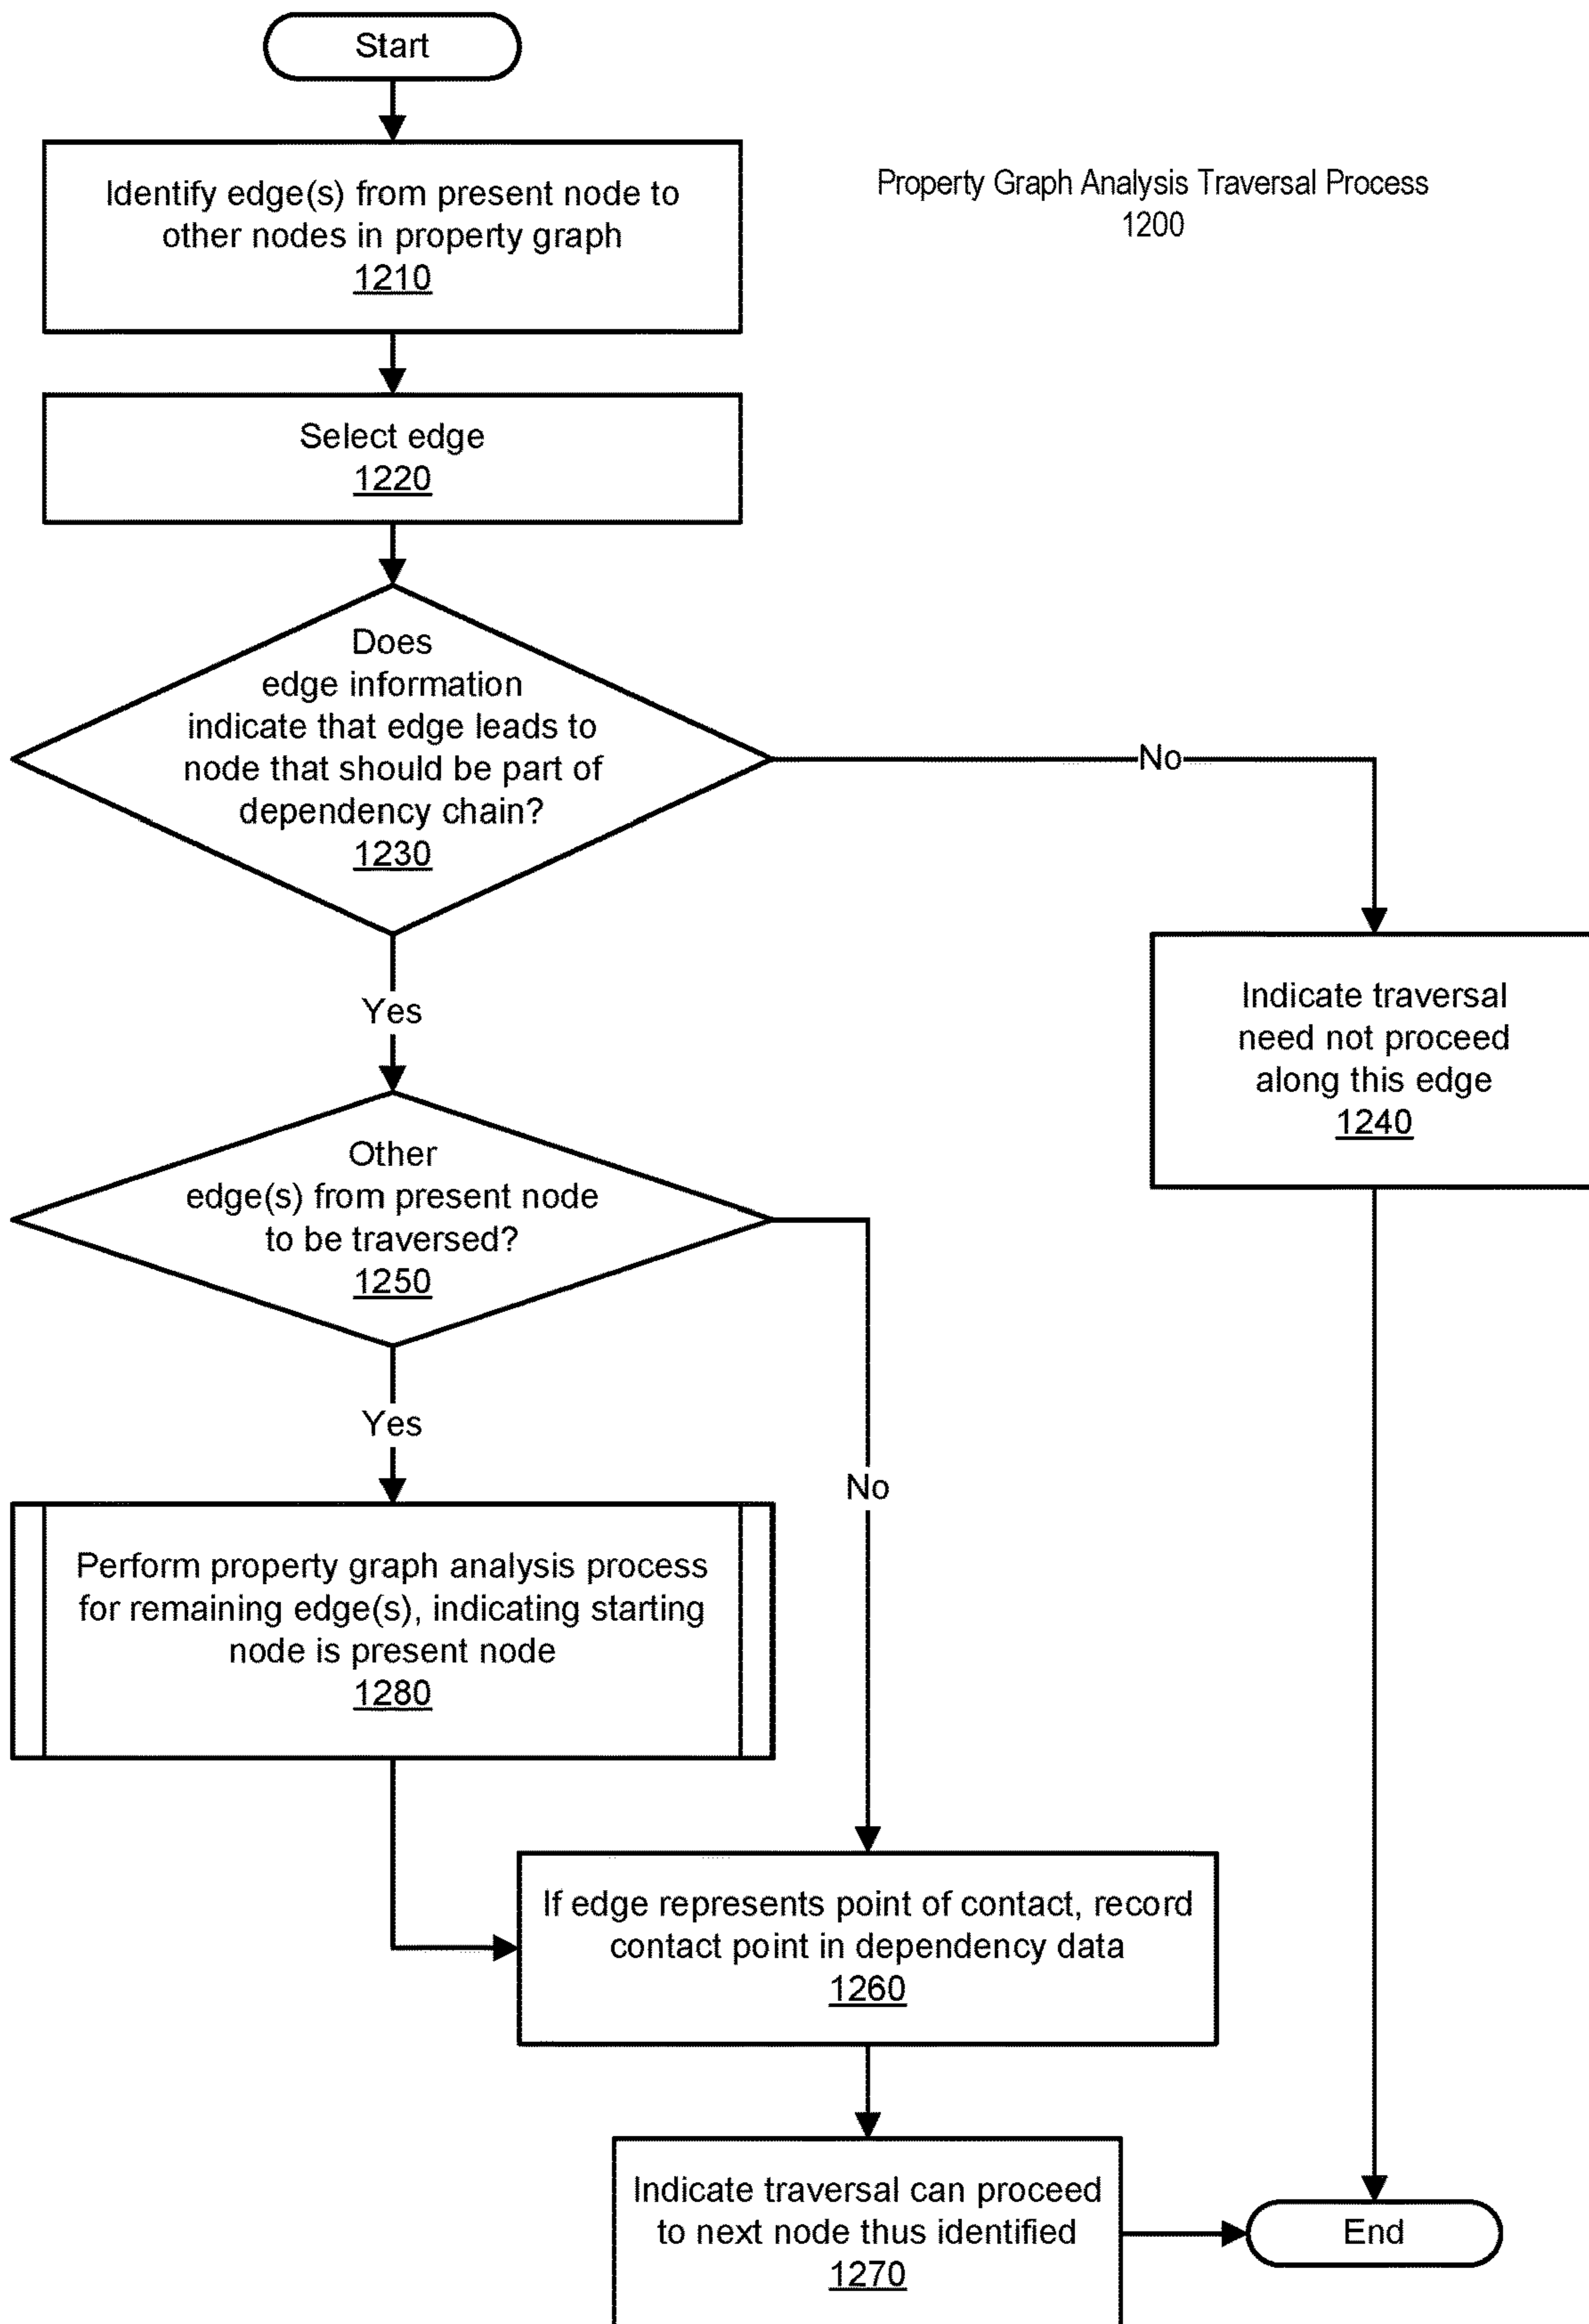 Start
Identify edge(s) from present node to
other nodes in property graph
1210
Property Graph Analysis Traversal Process
1200
Select edge
1220
Does
edge information
indicate that edge leads to
node that should be part of
dependency chain?
1230
No
Yes
Indicate traversal
need not proceed
along this edge
1240
Other
edge(s) from present node
to be traversed?
1250
Yes
No
Perform property graph analysis process
for remaining edge(s), indicating starting
node is present node
1280
If edge represents point of contact, record
contact point in dependency data
1260
Indicate traversal can proceed
to next node thus identified
1270
End